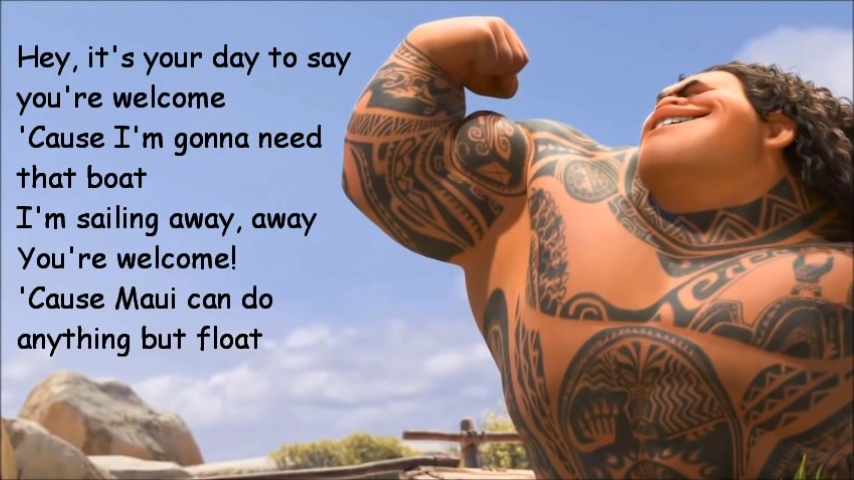 Hey, it's your day to say
you're welcome
'Cause I'm gonna need
that boat
I'm sailing away, away
You're welcome!
'Cause Maui can do
anything but float